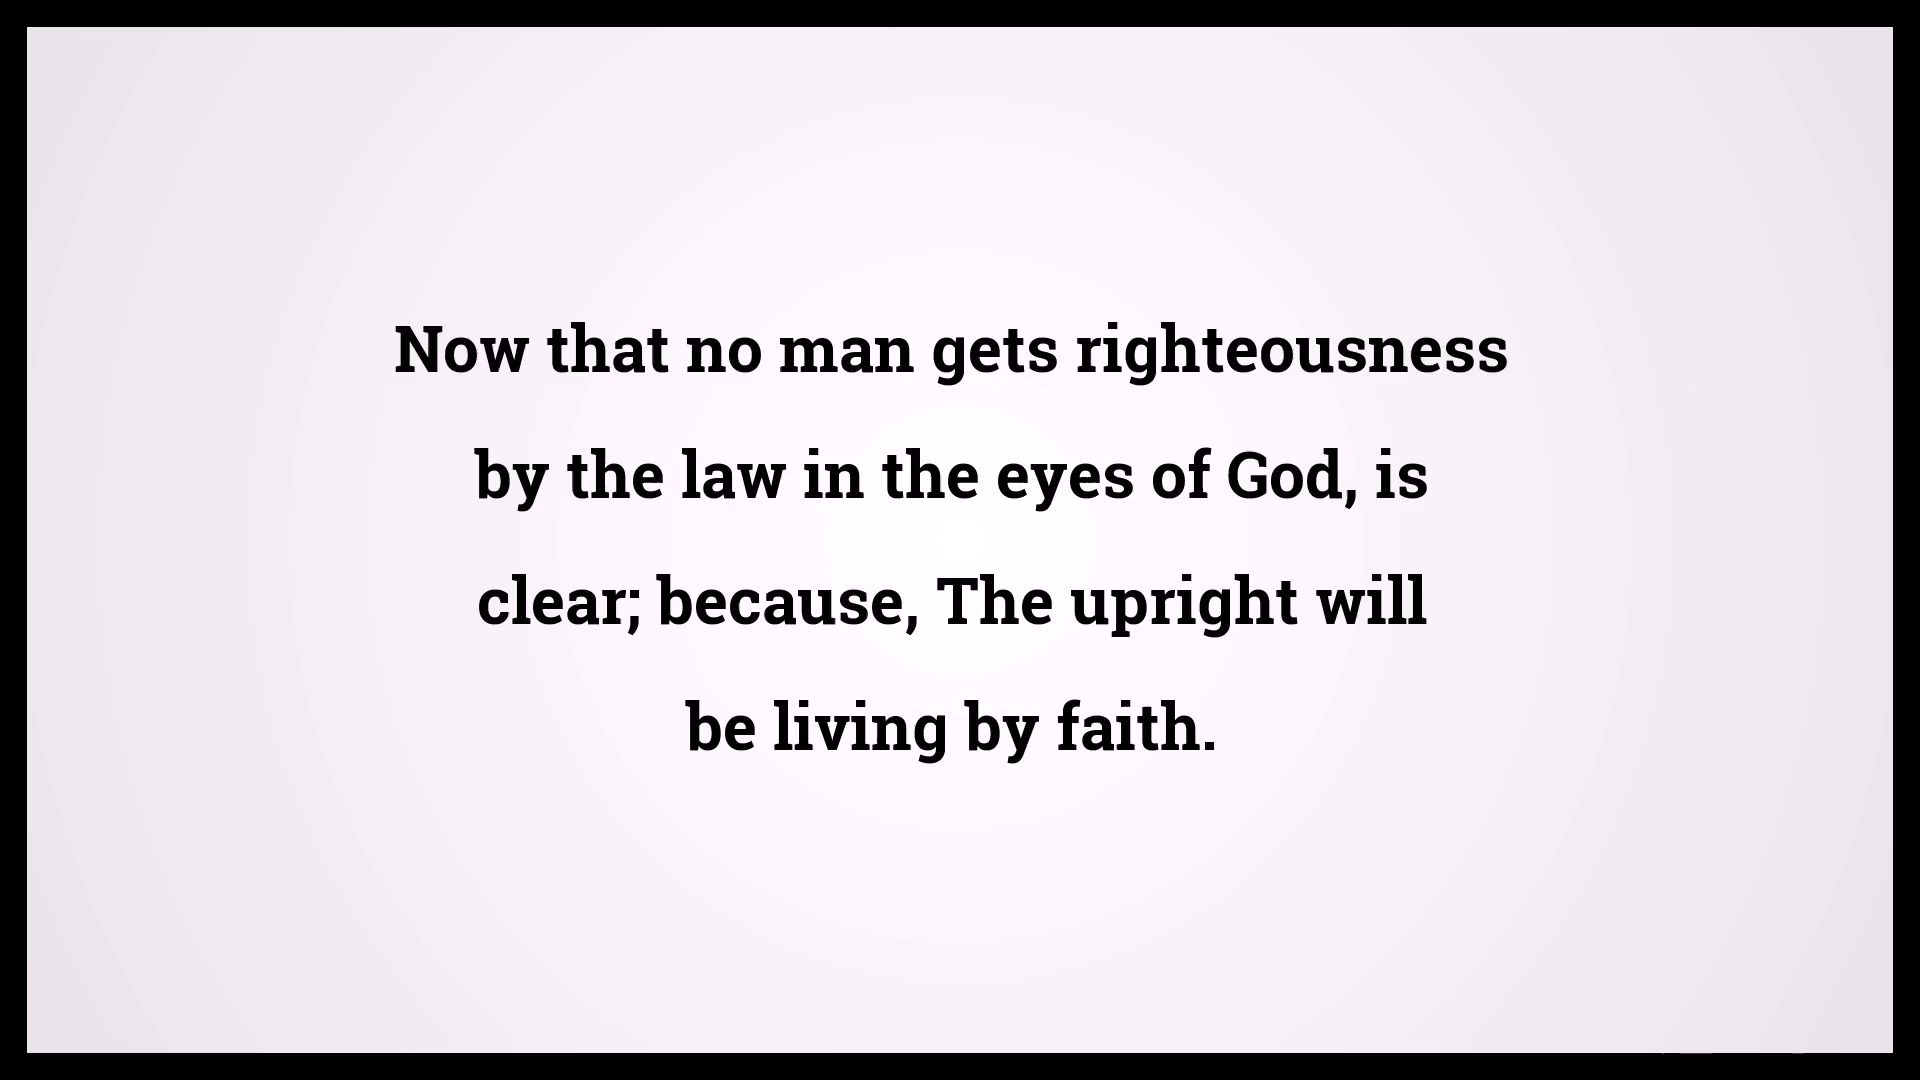 Now that no man gets righteousness
by the law in the eyes of God, is
clear; because, The upright will
be living by faith.